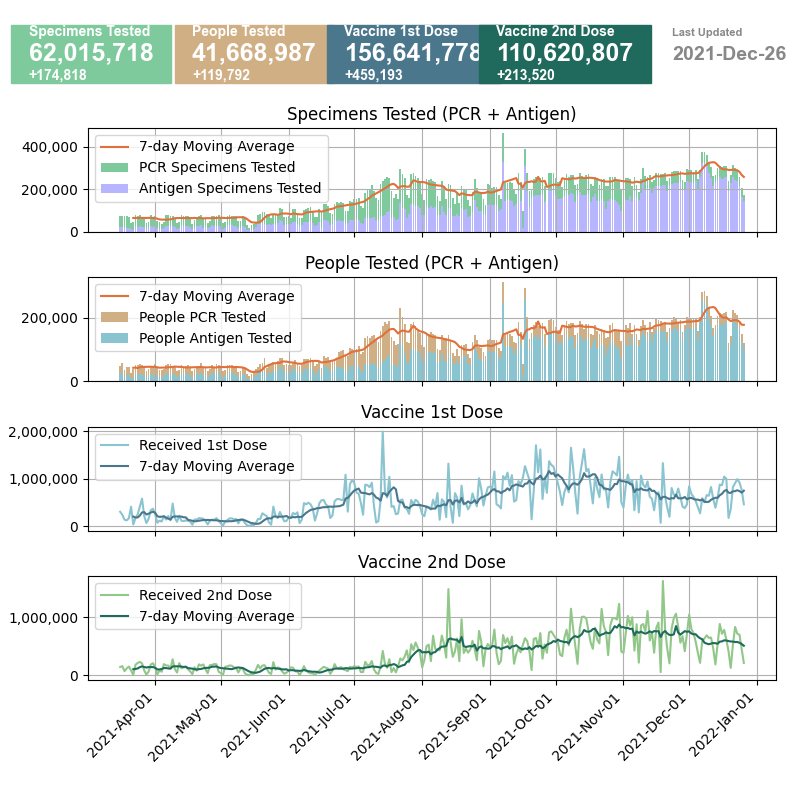 Specimens Tested
62,015,718
+174,818
People Tested
41,668,987
+119,792
Vaccine 1st Dose
156,641,778
+459,193
Vaccine 2nd Dose
110,620,807
+213,520
Last Updated
2021-Dec-26
Specimens Tested (PCR + Antigen)
400,000
200,000
0
7-day Moving Average
PCR Specimens Tested
Antigen Specimens Tested
People Tested (PCR + Antigen)
200,000
0
7-day Moving Average
People PCR Tested
People Antigen Tested
Vaccine 1st Dose
2,000,000
1,000,000
0
Received 1st Dose
7-day Moving Average
Vaccine 2nd Dose
1,000,000
0
Received 2nd Dose
7-day Moving Average
2021-Apr-01
2021-May-01
2021-Jun-01
2021-Jul-01
2021-Aug-01
2021-Sep-01
2021-Oct-01
2021-Nov-01
2021-Dec-01
2022-Jan-01